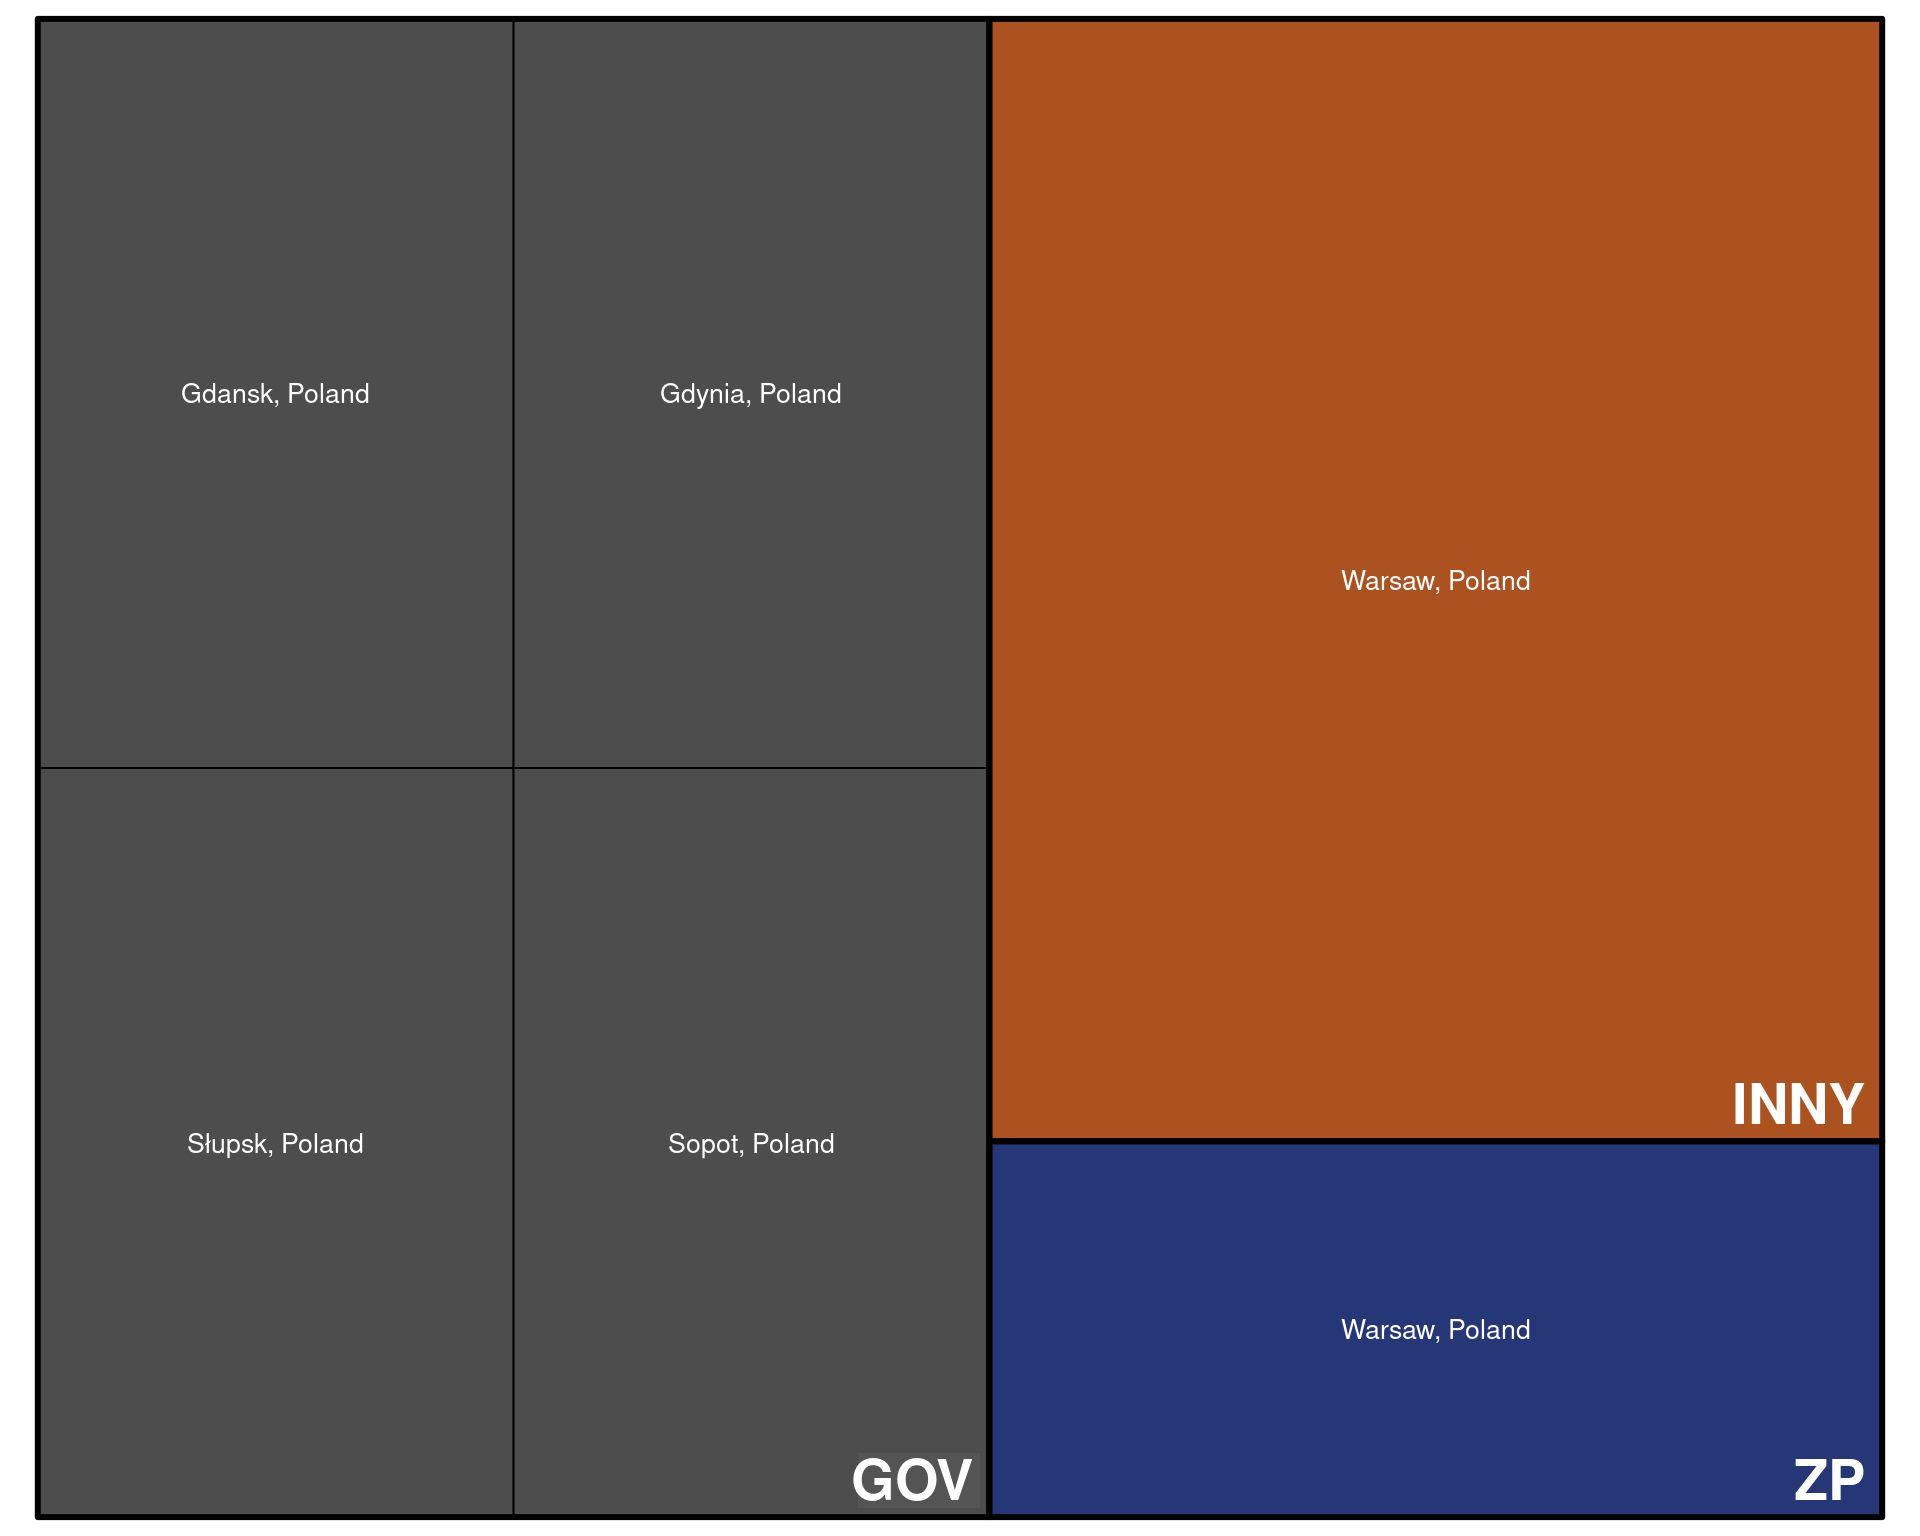 Gdansk, Poland
Gdynia, Poland
Słupsk, Poland
Sopot, Poland
GOV
Warsaw, Poland
INNY
Warsaw, Poland
ZP